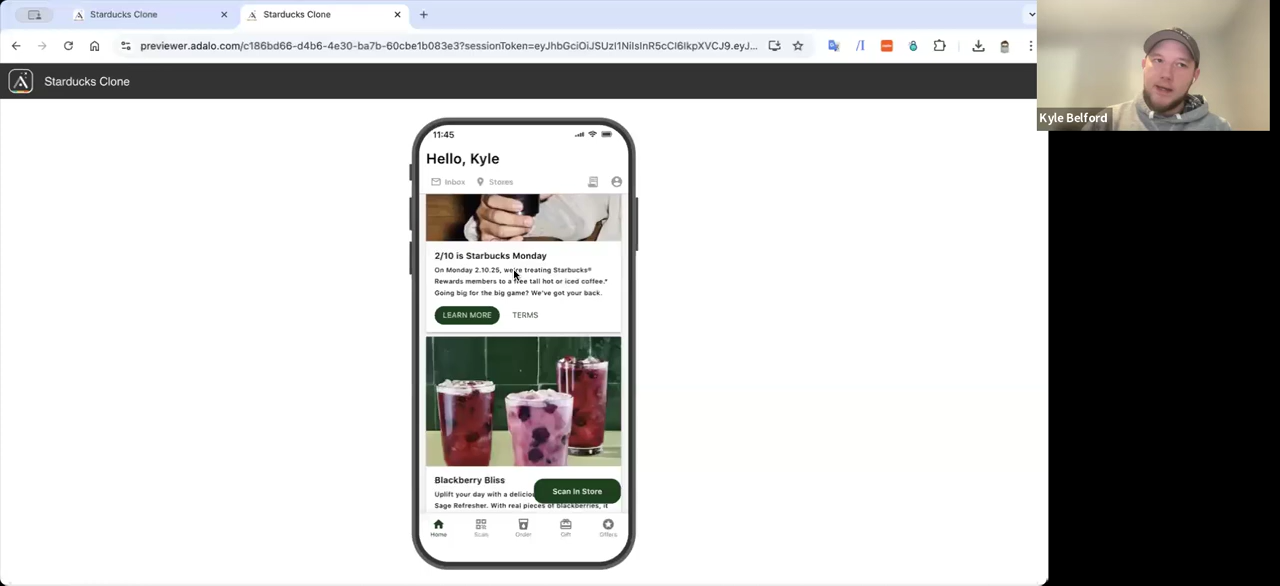 Starducks Clone
Starducks Clone
previewer.adalo.com/c186bd66-d4b6-4e30-ba7b-60cbe1b083e3?sessionToken=eyJhbGciOiJSUzI1NiIsInR5cCI6IkpXVCJ9.eyJ...
Starducks Clone
Kyle Belford
11:45
Hello, Kyle
Inbox
Stores
2/10 is Starbucks Monday
On Monday 2.10.25, we're treating Starbucks®
Rewards members to a free tall hot or iced coffee.*
Going big for the big game? We've got your back.
LEARN MORE
TERMS
Blackberry Bliss
Uplift your day with a delicio
Sage Refresher. With real pieces of blackberries, it
Scan In Store
Home
Scan
Order
Gift
Offers